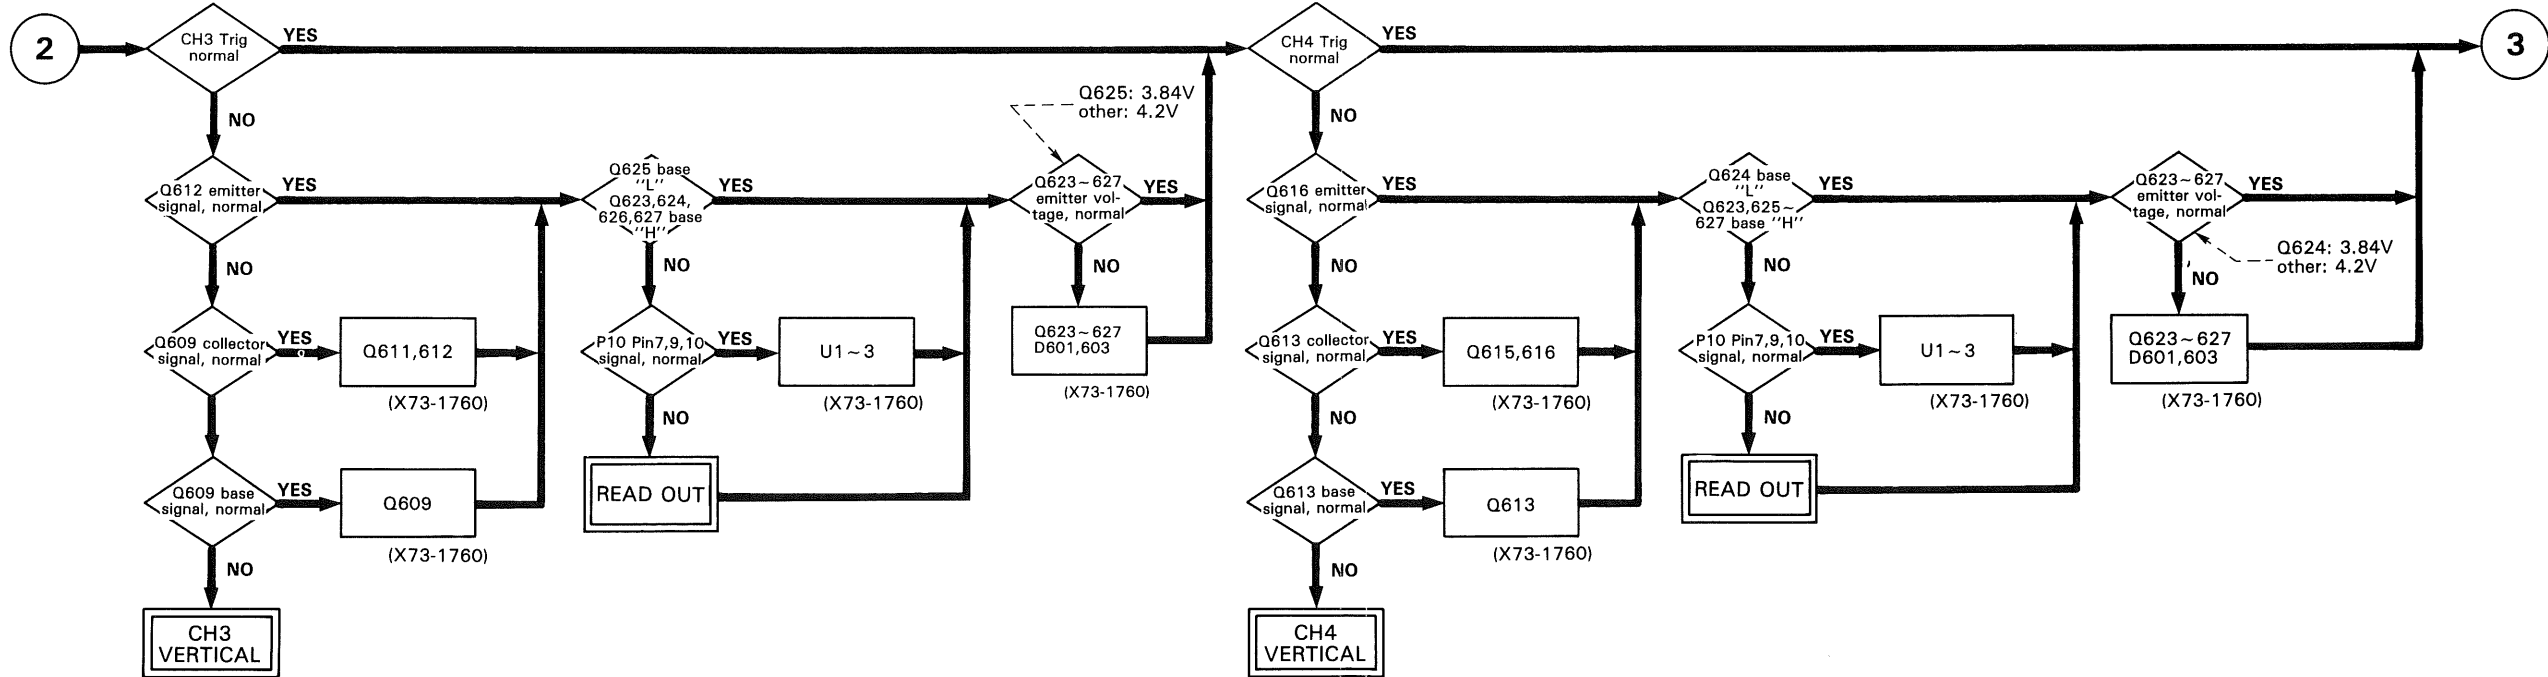 2
CH3 Trig
normal
YES
NO
Q612 emitter
signal, normal
YES
NO
Q609 collector
signal, normal
YES
Q611,612
(X73-1760)
Q609 base
signal, normal
YES
Q609
(X73-1760)
NO
CH3
VERTICAL
Q625 base
"L"
Q623,624,
626,627 base
"H"
YES
NO
P10 Pin7,9,10
signal, normal
YES
U1~3
(X73-1760)
NO
READ OUT
Q625: 3.84V
other: 4.2V
Q623~627
emitter vol-
tage, normal
YES
NO
Q623~627
D601,603
(X73-1760)
CH4 Trig
normal
YES
NO
Q616 emitter
signal, normal
YES
NO
Q613 collector
signal, normal
YES
Q615,616
(X73-1760)
NO
Q613 base
signal, normal
YES
Q613
(X73-1760)
NO
CH4
VERTICAL
Q624 base
"L"
Q623,625~
627 base "H"
YES
NO
P10 Pin7,9,10
signal, normal
YES
U1~3
(X73-1760)
NO
READ OUT
Q623~627
emitter vol-
tage, normal
YES
Q624: 3.84V
other: 4.2V
NO
Q623~627
D601,603
(X73-1760)
3